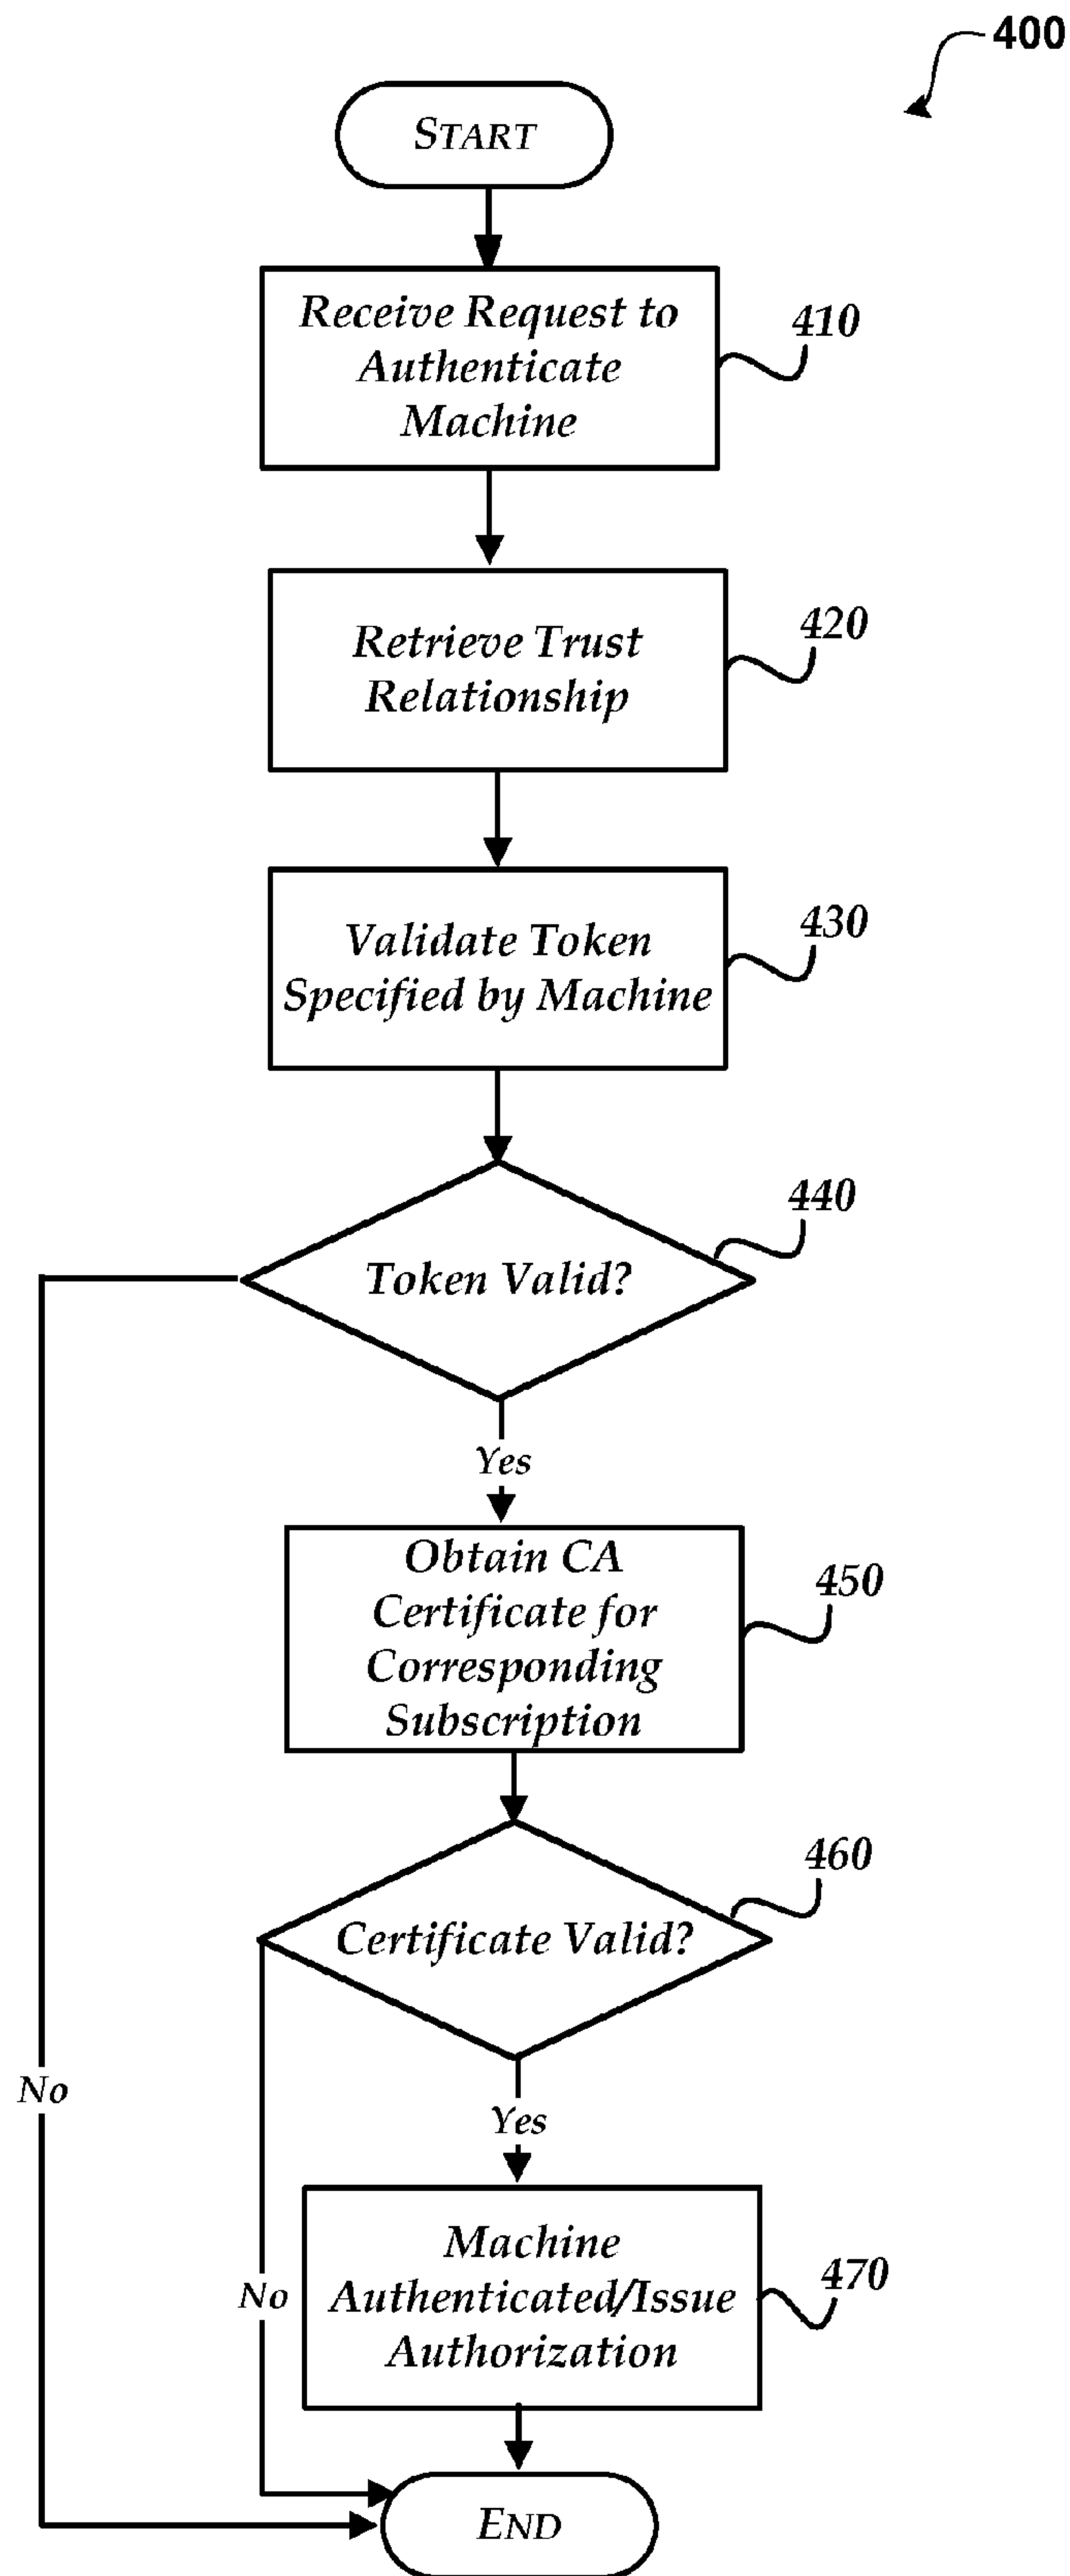 400
START
Receive Request to
Authenticate
Machine
410
Retrieve Trust
Relationship
420
Validate Token
Specified by Machine
430
440
Token Valid?
Yes
Obtain CA
Certificate for
Corresponding
Subscription
450
460
Certificate Valid?
No
Yes
Machine
Authenticated/Issue
Authorization
470
No
END